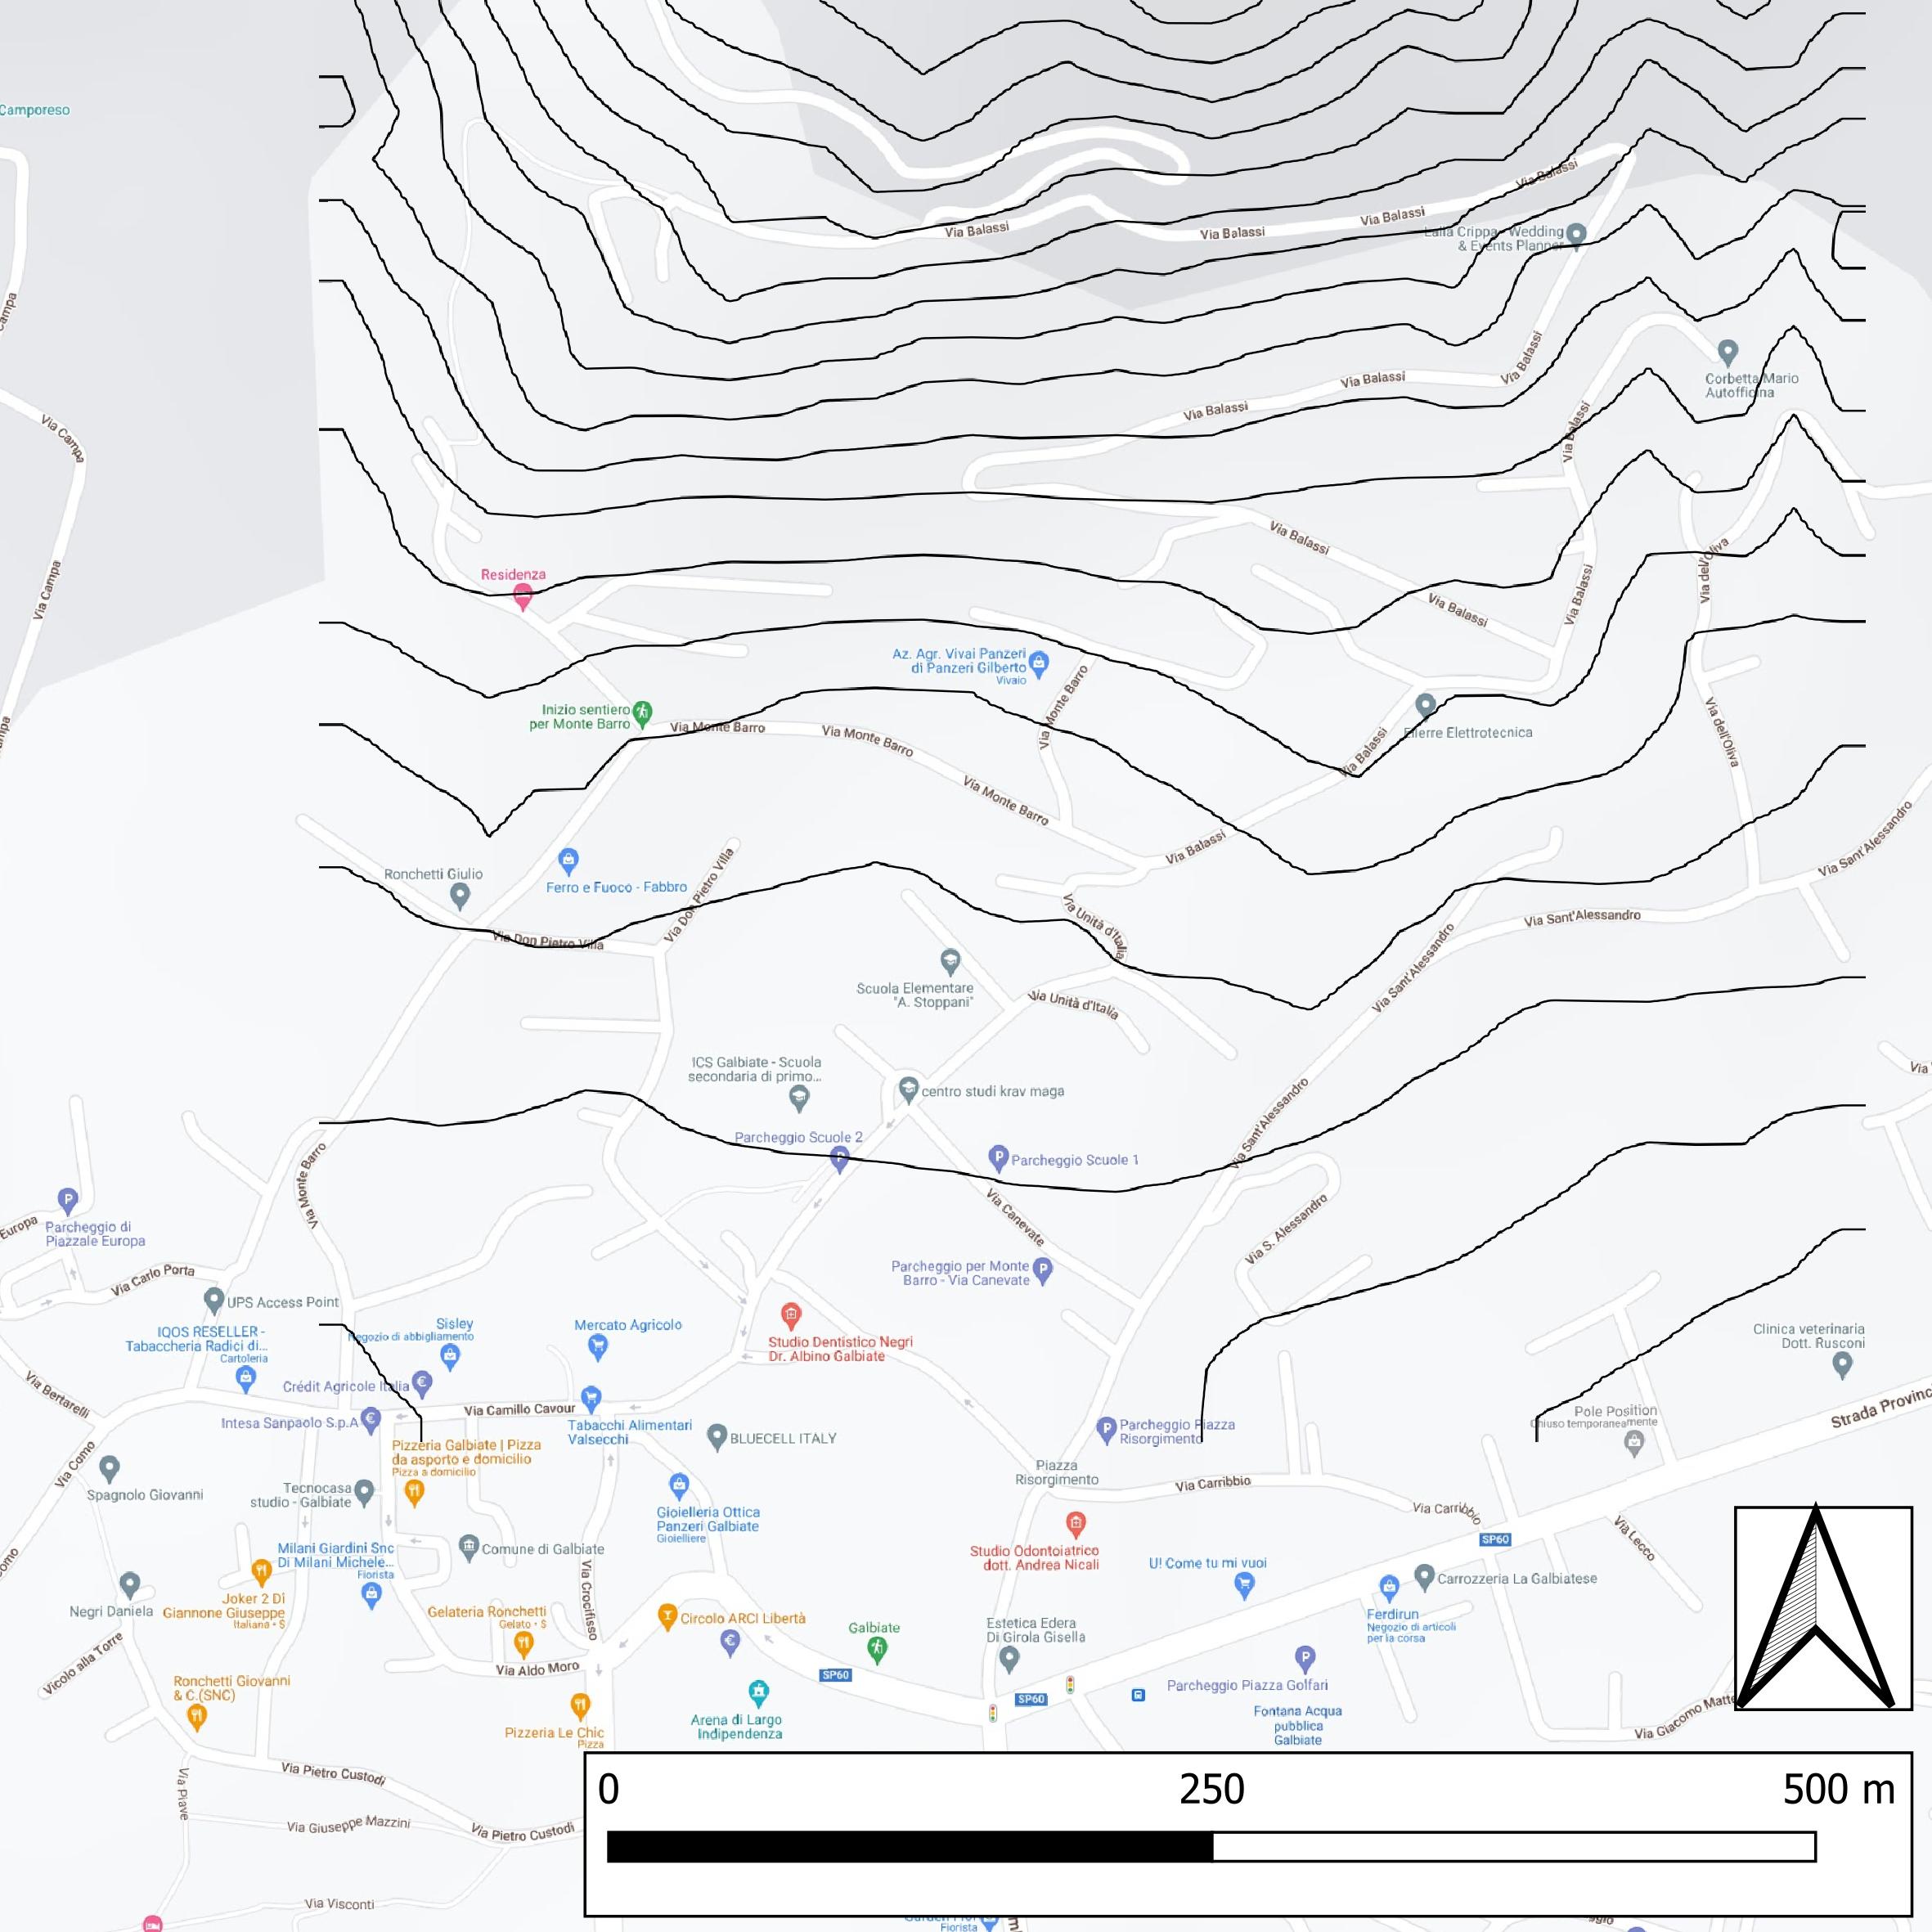 Camporeso
Via Campa
Via Campa
Via Balassi
Via Balassi
Via Balassi
Via Balassi
Lalla Crippa - Wedding
& Events Planner
Via Balassi
Via Balassi
Via Balassi
Corbetta Mario
Autofficina
Via Balassi
Via Balassi
Via Balassi
Via Balassi
Via dell'Oliva
Residenza
Az. Agr. Vivai Panzeri
di Panzeri Gilberto
Vivaio
Inizio sentiero
per Monte Barro
Via Monte Barro
Via Monte Barro
Via Monte Barro
Via Monte Barro
Via Balassi
Elierre Elettrotecnica
Via dell'Oliva
Via Balassi
Via Sant'Alessandro
Ronchetti Giulio
Ferro e Fuoco - Fabbro
Via Don Pietro Villa
Via Don Pietro Villa
Via Unità d'Italia
Via Sant'Alessandro
Via Sant'Alessandro
Scuola Elementare
"A. Stoppani"
Via Unità d'Italia
ICS Galbiate - Scuola
secondaria di primo...
centro studi krav maga
Via
Parcheggio Scuole 2
Parcheggio Scuole 1
Via Sant'Alessandro
Via Monte Barro
Europa
Parcheggio di
Piazzale Europa
Via Canevate
Via S. Alessandro
Via Carlo Porta
Parcheggio per Monte
Barro - Via Canevate
UPS Access Point
IQOS RESELLER -
Tabaccheria Radici di...
Cartoleria
Sisley
Negozio di abbigliamento
Mercato Agricolo
Studio Dentistico Negri
Dr. Albino Galbiate
Clinica veterinaria
Dott. Rusconi
Via Bertarelli
Crédit Agricole Italia
Intesa Sanpaolo S.p.A
Via Camillo Cavour
Tabacchi Alimentari
Valsecchi
BLUECELL ITALY
Parcheggio Piazza
Risorgimento
Pole Position
Chiuso temporaneamente
Strada Provinc
Via Como
Pizzeria Galbiate | Pizza
da asporto e domicilio
Pizza a domicilio
Piazza
Risorgimento
Via Carribbio
Via Carribbio
Spagnolo Giovanni
Tecnocasa
studio - Galbiate
Gioielleria Ottica
Panzeri Galbiate
Gioielliere
Studio Odontoiatrico
dott. Andrea Nicali
SP60
Via Lecco
Milani Giardini Snc
Di Milani Michele...
Fiorista
Comune di Galbiate
Via Crocifisso
U! Come tu mi vuoi
Carrozzeria La Galbiatese
Negri Daniela
Joker 2 Di
Giannone Giuseppe
Italiana • $
Gelateria Ronchetti
Gelato • $
Circolo ARCI Libertà
Galbiate
Estetica Edera
Di Girola Gisella
Ferdirun
Negozio di articoli
per la corsa
Vicolo alla Torre
Via Aldo Moro
SP60
SP60
Parcheggio Piazza Golfari
Ronchetti Giovanni
& C.(SNC)
Pizzeria Le Chic
Pizza
Arena di Largo
Indipendenza
Fontana Acqua
pubblica
Galbiate
Via Giacomo Matte
Via Pietro Custodi
Via Piave
Via Giuseppe Mazzini
Via Pietro Custodi
0 250 500 m
Via Visconti
Fiorista